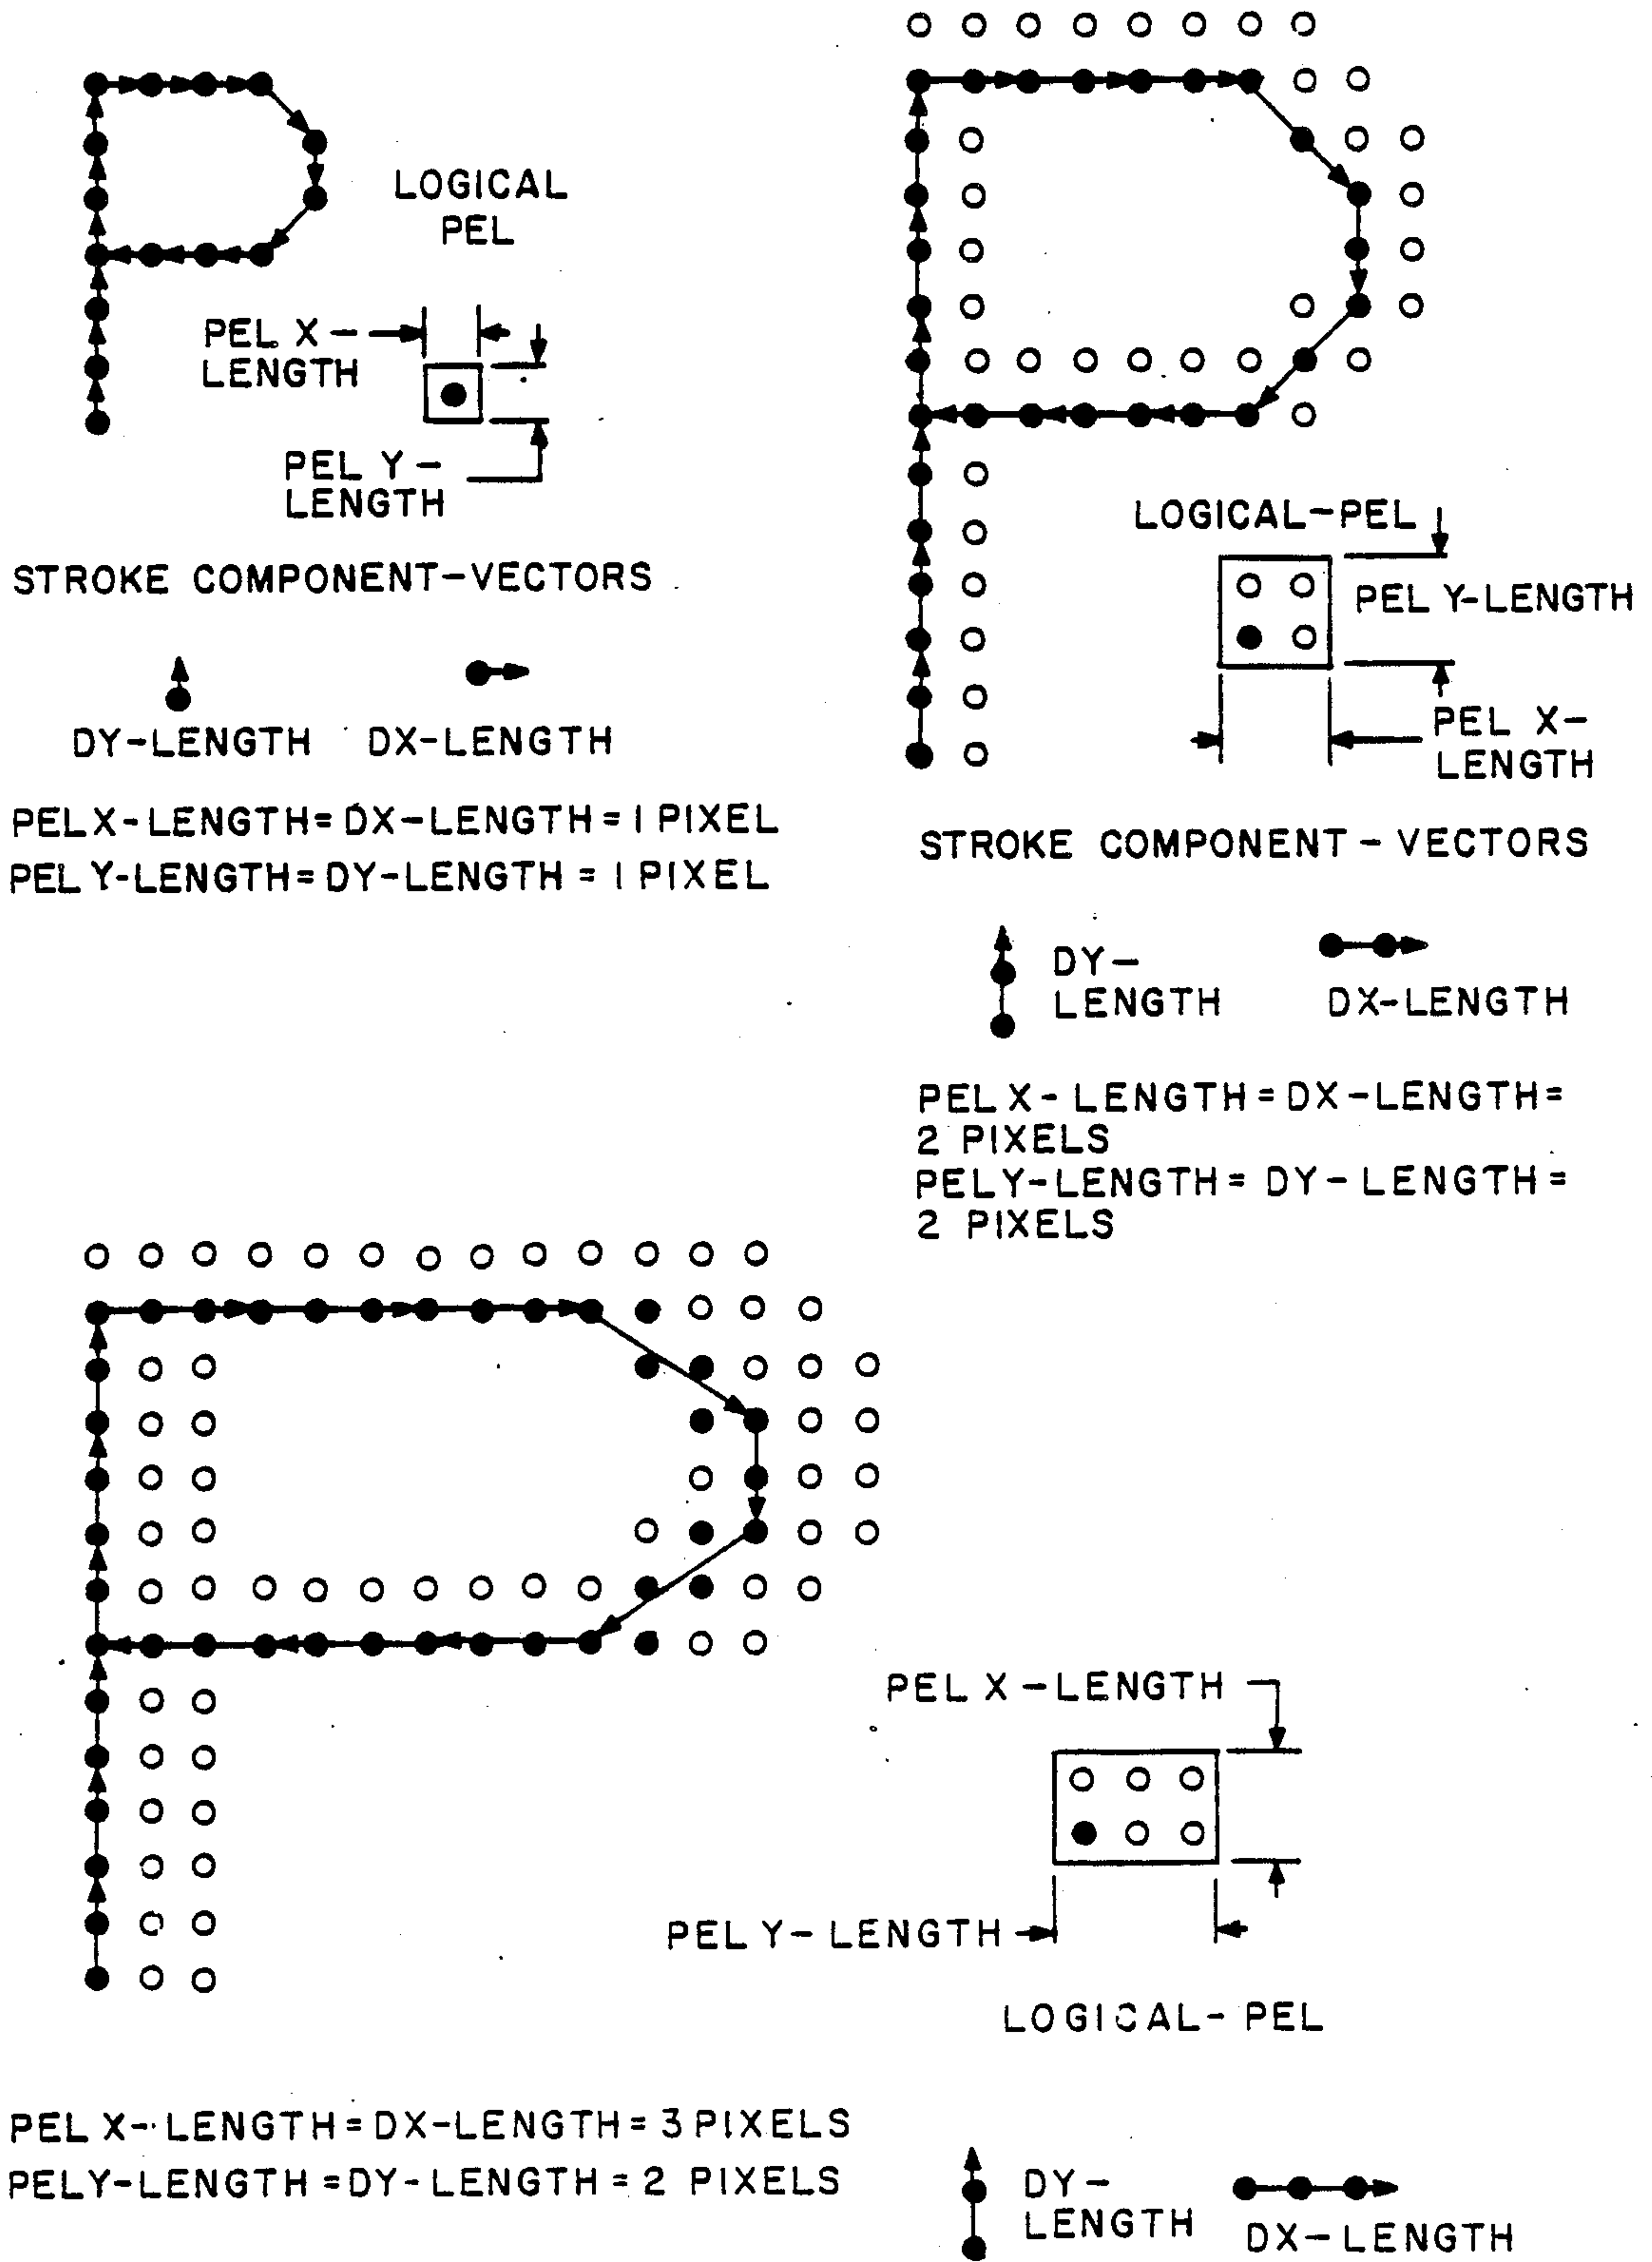 LOGICAL
PEL
PEL X-
LENGTH
PEL Y-
LENGTH
STROKE COMPONENT-VECTORS
DY-LENGTH DX-LENGTH
PELX-LENGTH=DX-LENGTH=1 PIXEL
PEL Y-LENGTH=DY-LENGTH=1 PIXEL
LOGICAL-PEL
PEL Y-LENGTH
PEL X-
LENGTH
STROKE COMPONENT-VECTORS
DY-
LENGTH
DX-LENGTH
PEL X-LENGTH=DX-LENGTH=
2 PIXELS
PELY-LENGTH=DY-LENGTH=
2 PIXELS
PEL X-LENGTH
PEL Y-LENGTH
LOGICAL-PEL
PEL X-LENGTH=DX-LENGTH=3 PIXELS
PELY-LENGTH=DY-LENGTH=2 PIXELS
DY-
LENGTH
DX-LENGTH